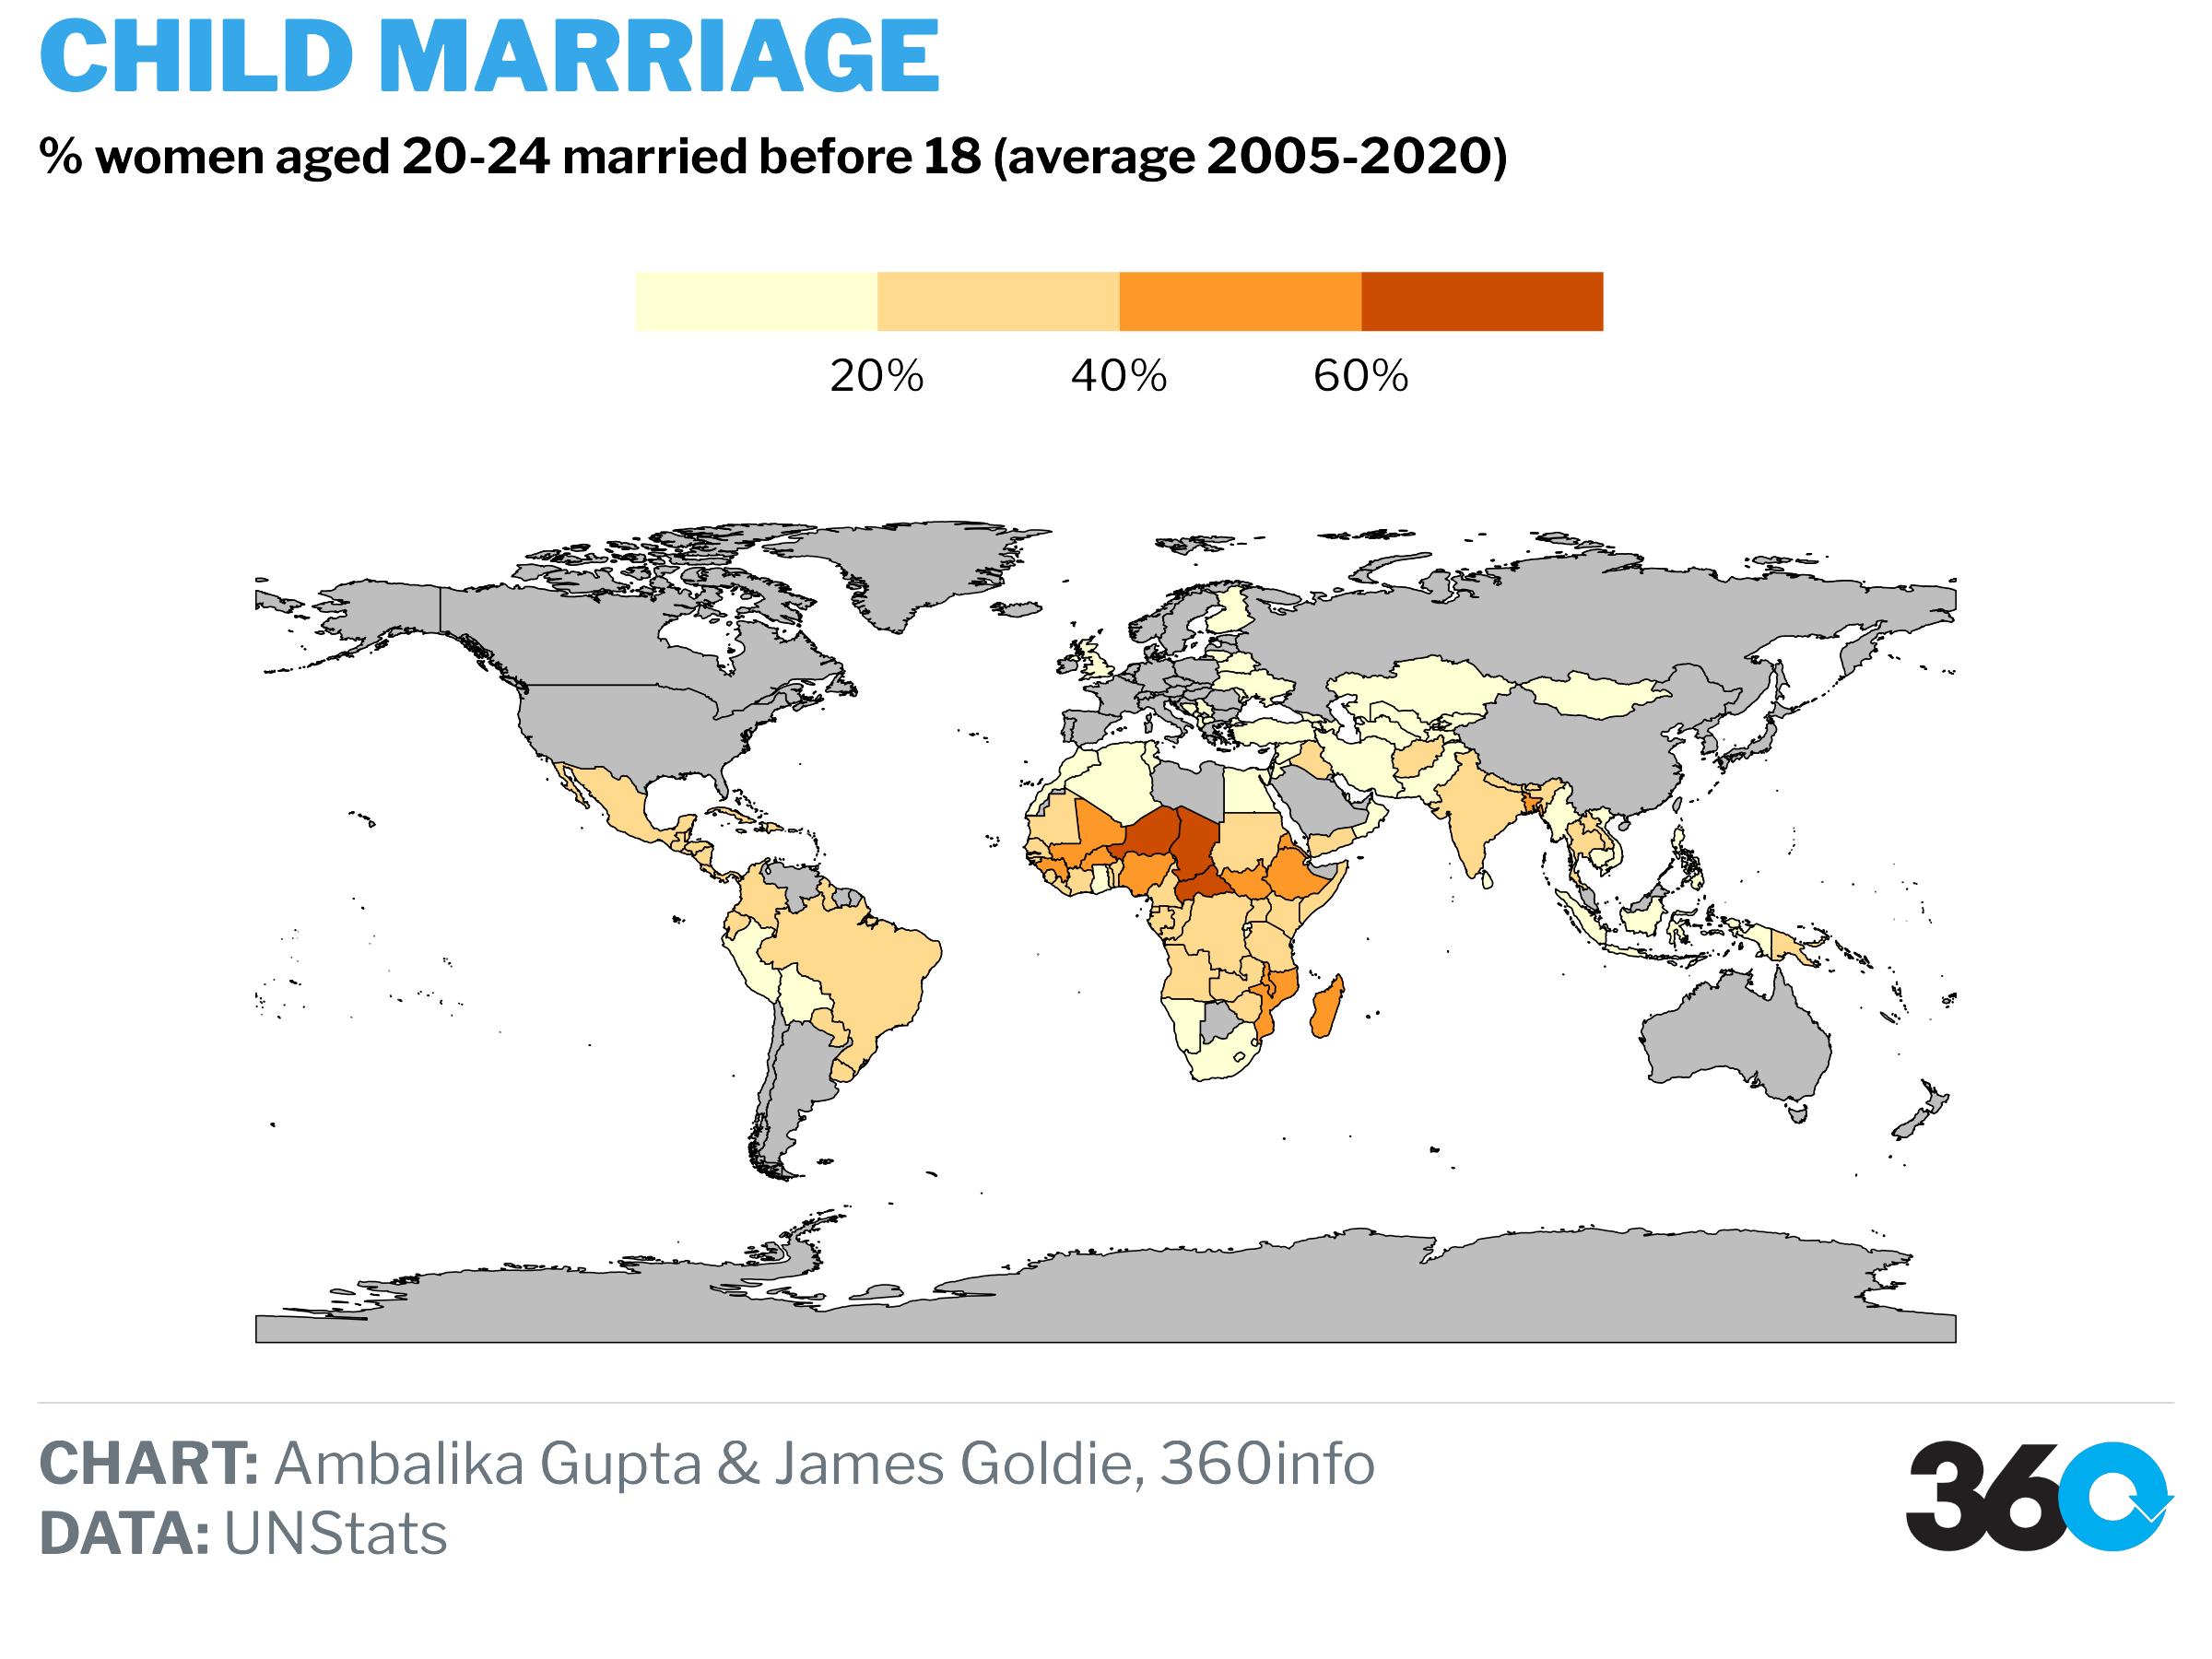 CHILD MARRIAGE
% women aged 20-24 married before 18 (average 2005-2020)
20% 40% 60%
CHART: Ambalika Gupta & James Goldie, 360info
DATA: UNStats
360